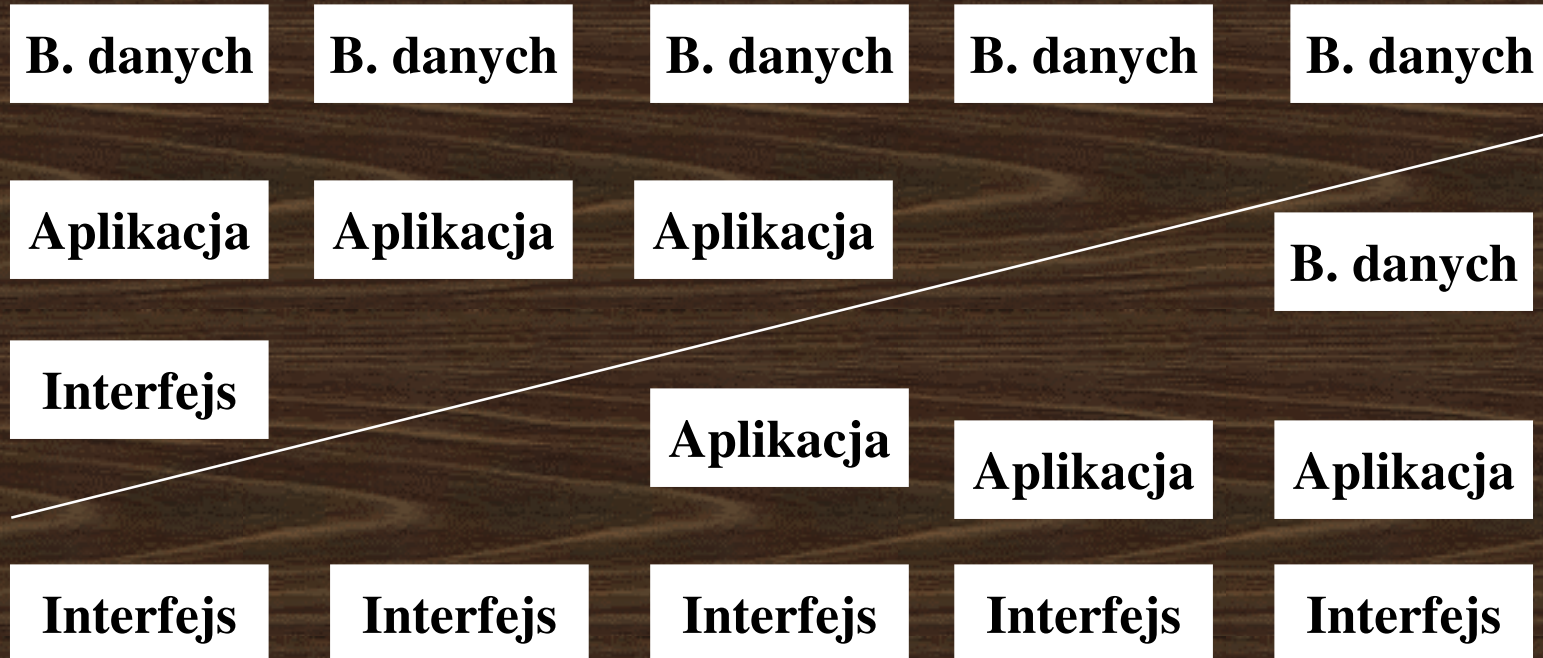 B. danych B. danych B. danych B. danych B. danych
Aplikacja Aplikacja Aplikacja
B. danych
Interfejs
Aplikacja
Aplikacja Aplikacja
Interfejs Interfejs Interfejs Interfejs Interfejs